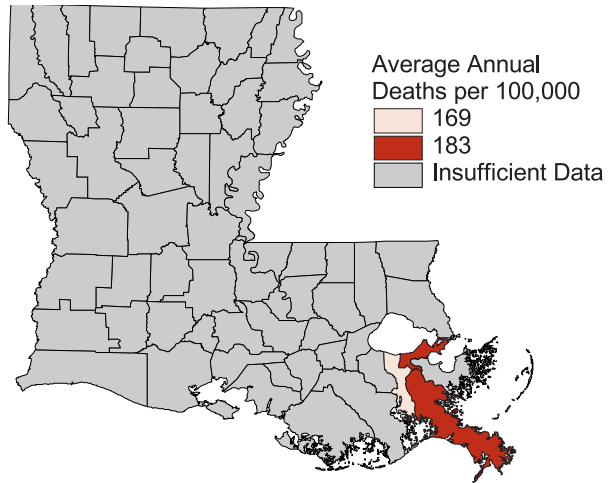 Average Annual
Deaths per 100,000
169
183
Insufficient Data